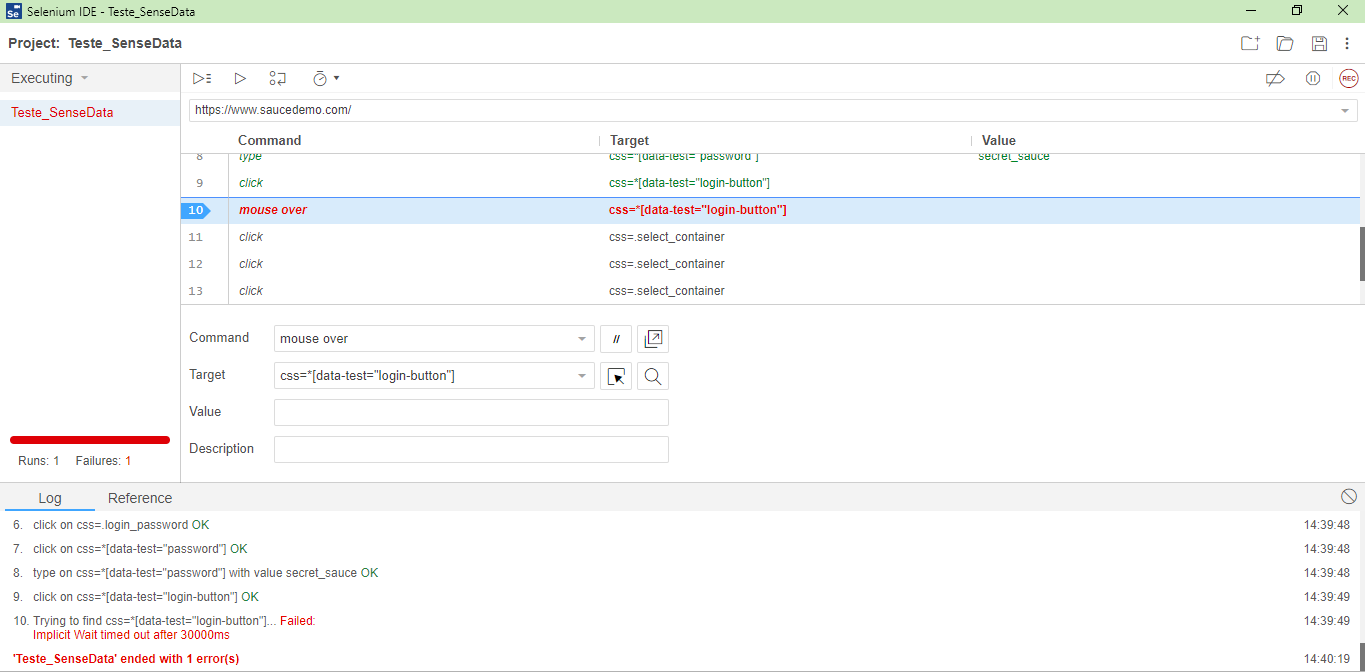 Se Selenium IDE - Teste_SenseData
Project: Teste_SenseData
Executing
Teste_SenseData
REC
https://www.saucedemo.com/
Command Target Value
8 type css=*[data-test="password"] secret_sauce
9 click css=*[data-test="login-button"]
10 mouse over css=*[data-test="login-button"]
11 click css=.select_container
12 click css=.select_container
13 click css=.select_container
Command mouse over //
Target css=*[data-test="login-button"]
Value
Description
Runs: 1 Failures: 1
Log Reference
6. click on css=.login_password OK 14:39:48
7. click on css=*[data-test="password"] OK 14:39:48
8. type on css=*[data-test="password"] with value secret_sauce OK 14:39:48
9. click on css=*[data-test="login-button"] OK 14:39:49
10. Trying to find css=*[data-test="login-button"]... Failed: 14:39:49
Implicit Wait timed out after 30000ms
'Teste_SenseData' ended with 1 error(s) 14:40:19